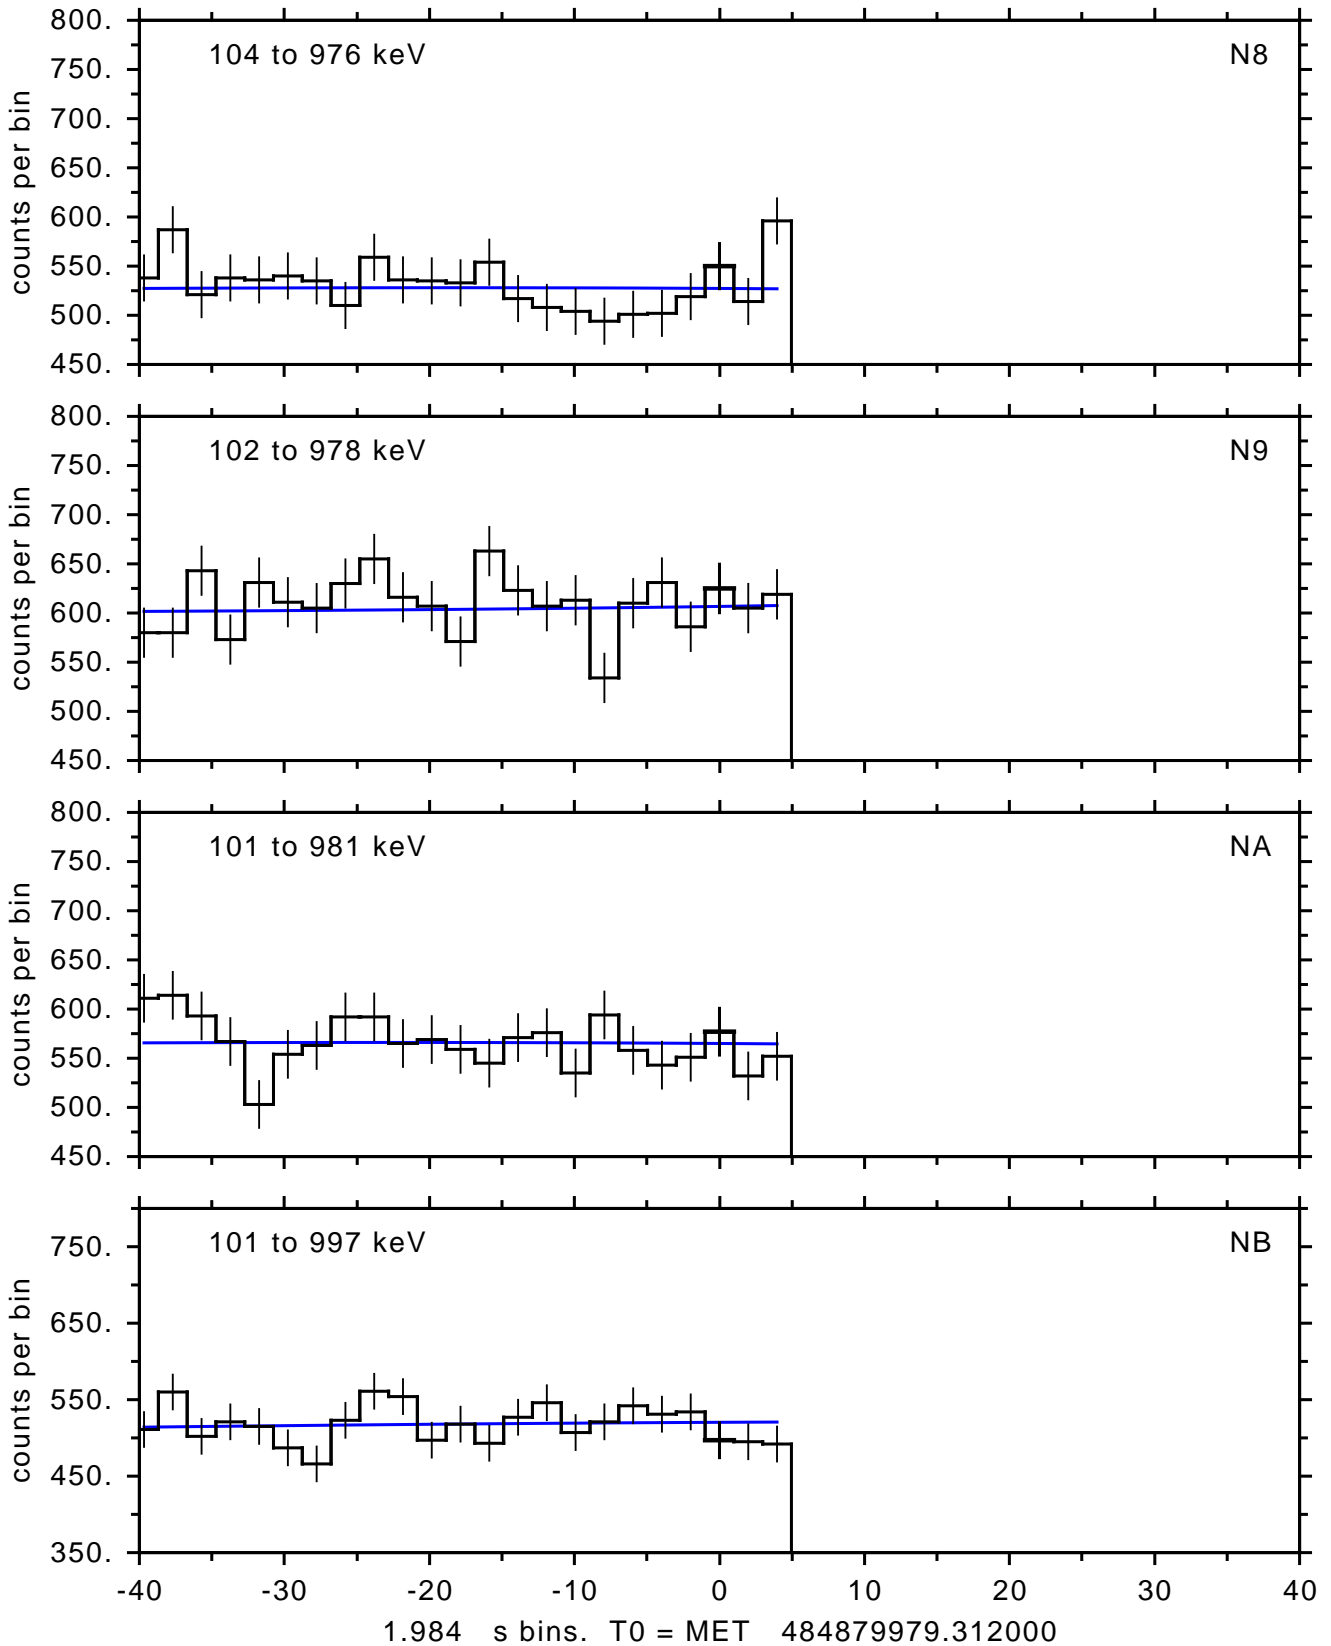 800.
750.
700.
650.
600.
550.
500.
450.
counts per bin
104 to 976 keV
N8
800.
750.
700.
650.
600.
550.
500.
450.
counts per bin
102 to 978 keV
N9
800.
750.
700.
650.
600.
550.
500.
450.
counts per bin
101 to 981 keV
NA
750.
650.
550.
450.
350.
counts per bin
101 to 997 keV
NB
-40 -30 -20 -10 0 10 20 30 40
1.984 s bins. T0 = MET 484879979.312000